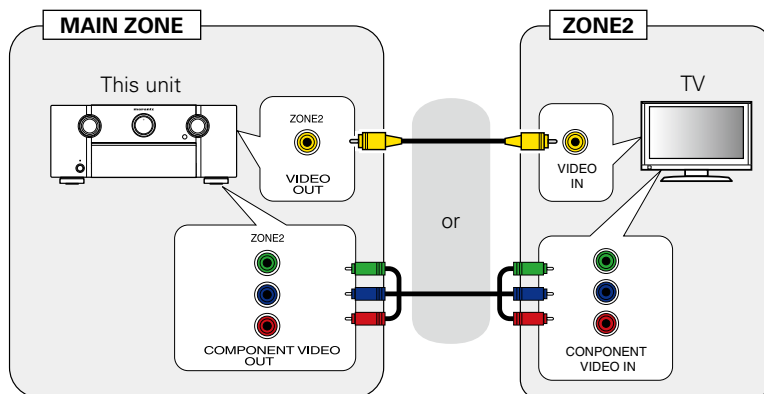 MAIN ZONE
This unit
marantz
ZONE2
VIDEO
OUT
ZONE2
COMPONENT VIDEO
OUT
or
ZONE2
TV
VIDEO
IN
CONPONENT
VIDEO IN